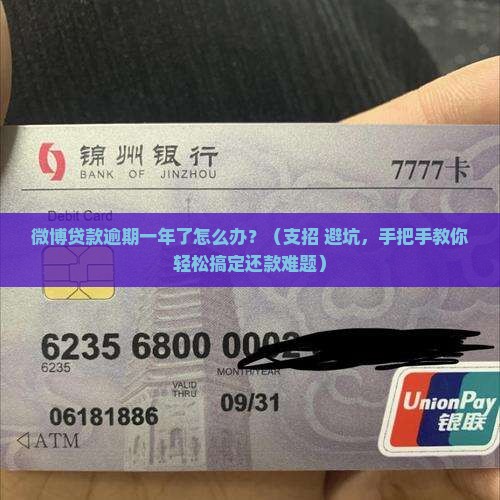 锦州银行
BANK OF JINZHOU
7777卡
Debit Card
微博贷款逾期一年了怎么办？（支招 避坑，手把手教你
轻松搞定还款难题）
6235 6800 0002
6235
MONTH/YEAR
VALID
THRU
09/31
06181886
ATM
UnionPay
银联